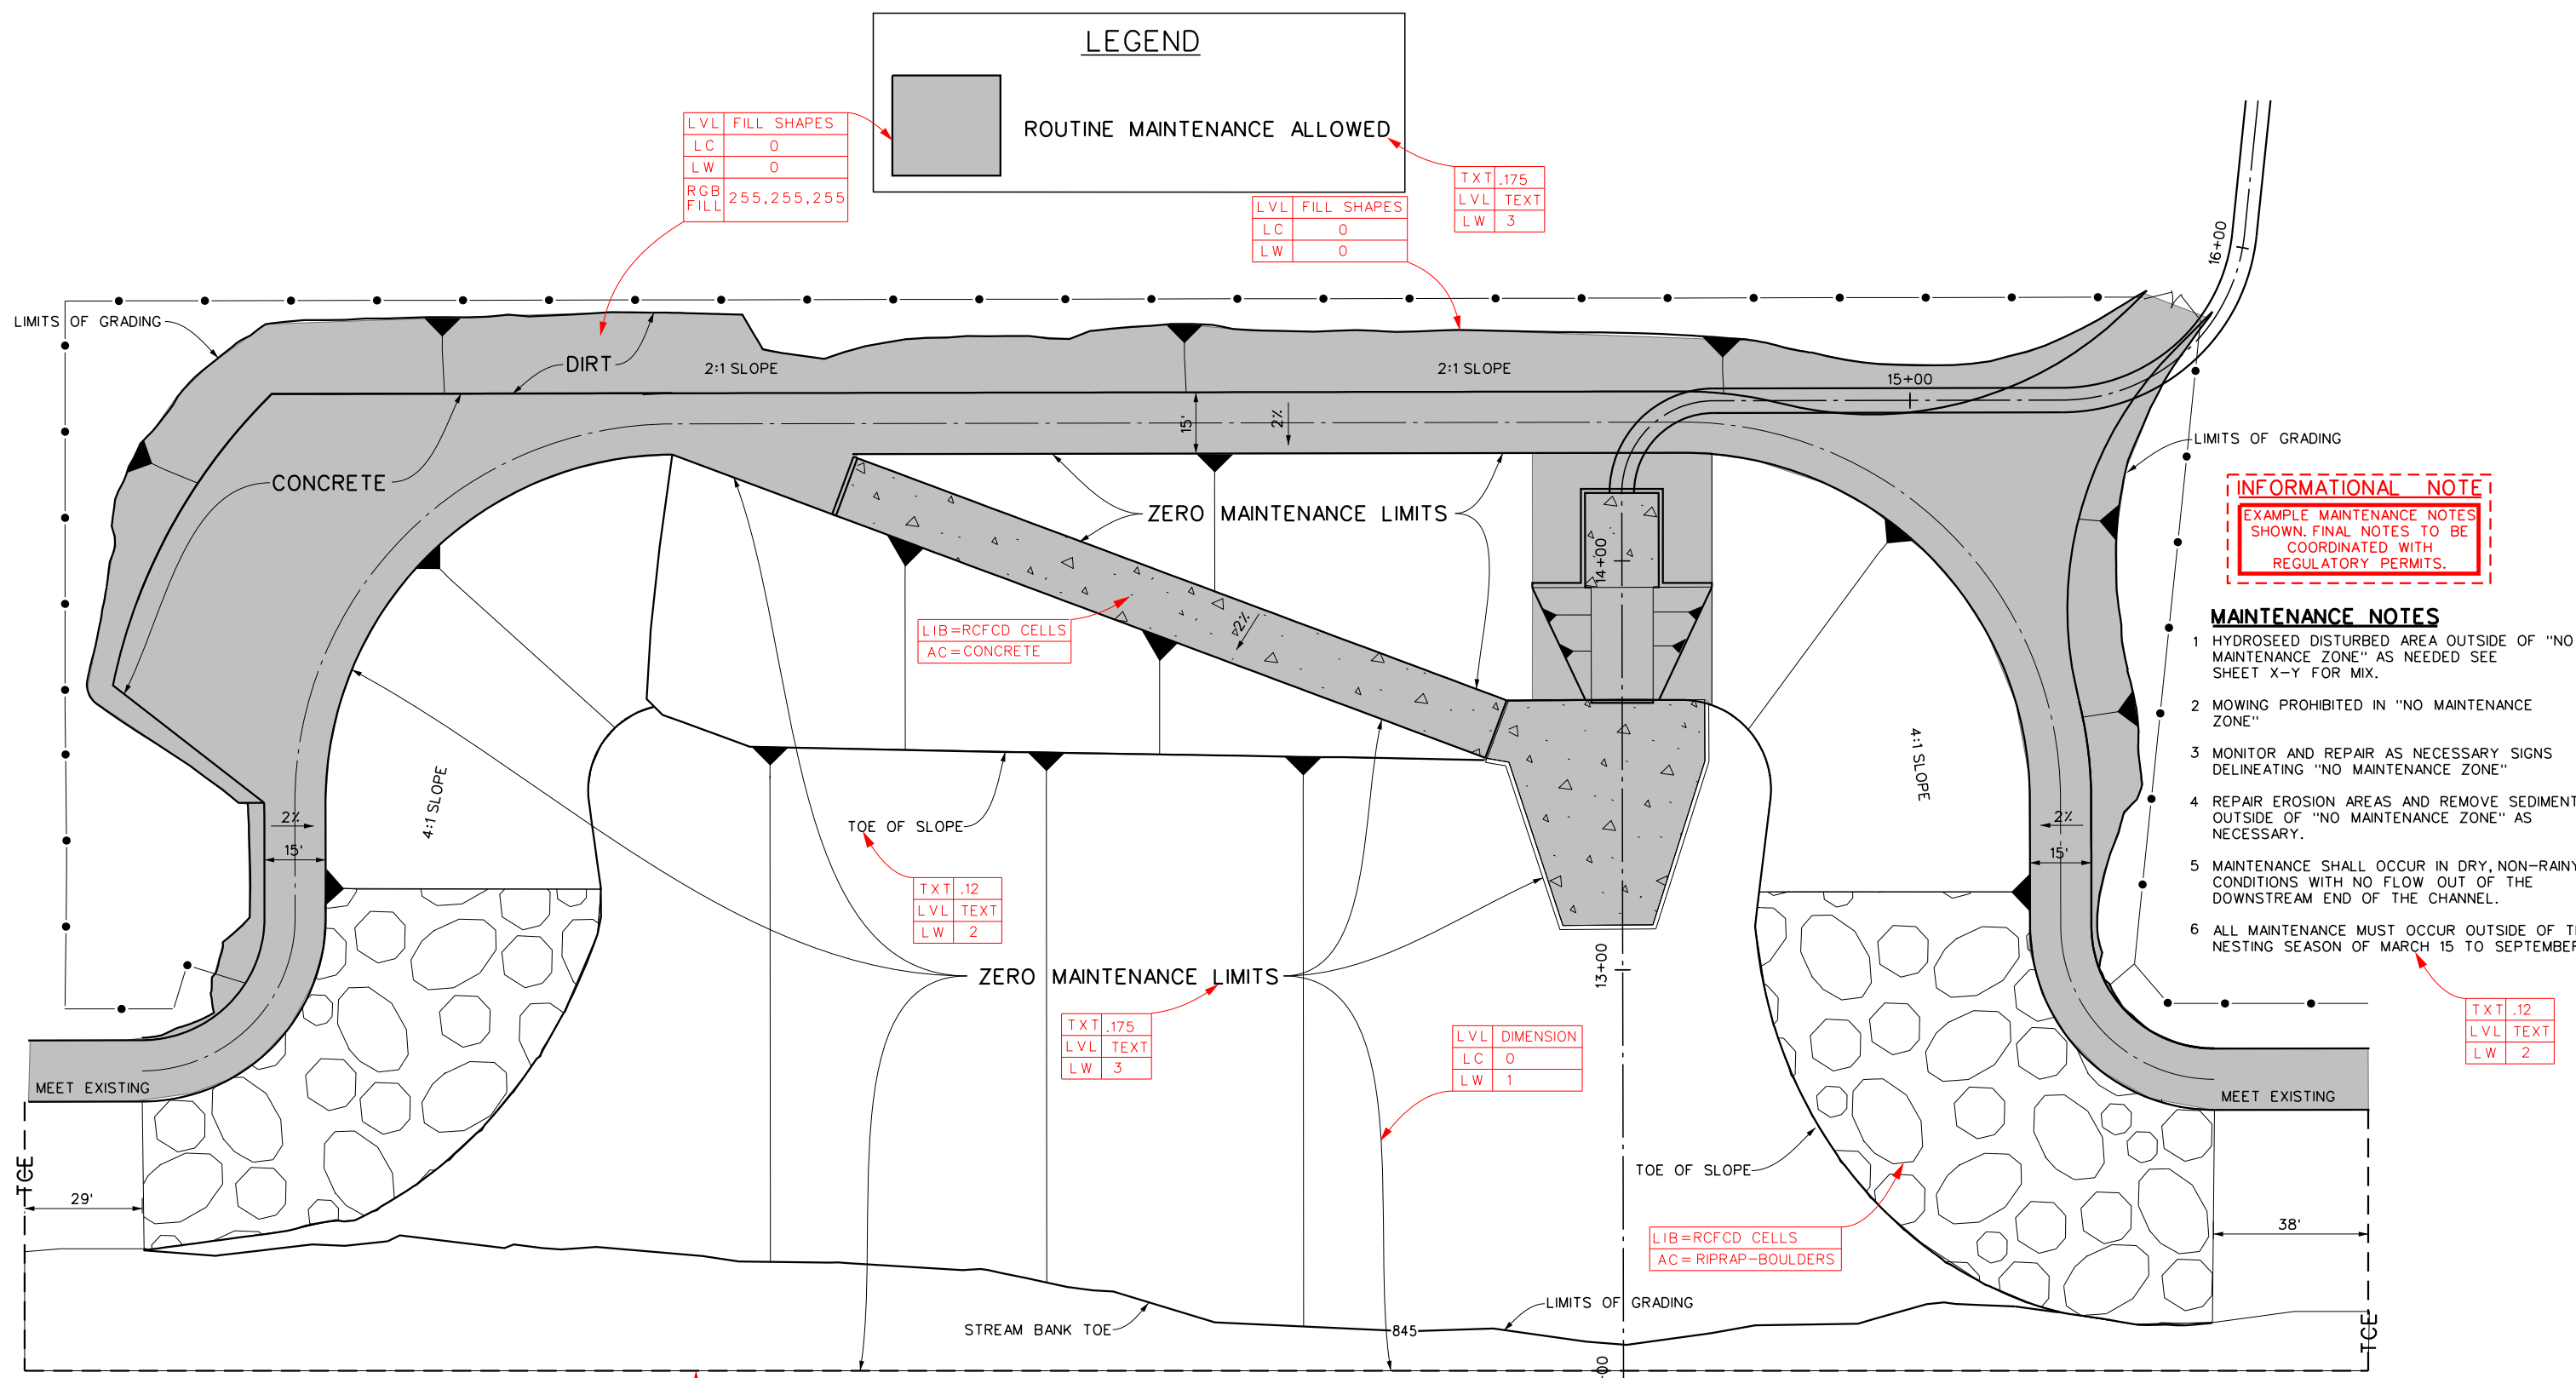 LEGEND
ROUTINE MAINTENANCE ALLOWED
LVL FILL SHAPES
LC 0
LW 0
RGB FILL 255,255,255
TXT .175
LVL TEXT
LW 3
LVL FILL SHAPES
LC 0
LW 0
16+00
LIMITS OF GRADING
DIRT
2:1 SLOPE
2:1 SLOPE
15+00
15'
2%
LIMITS OF GRADING
CONCRETE
ZERO MAINTENANCE LIMITS
14+00
INFORMATIONAL NOTE
EXAMPLE MAINTENANCE NOTES
SHOWN. FINAL NOTES TO BE
COORDINATED WITH
REGULATORY PERMITS.
LIB=RCFCD CELLS
AC=CONCRETE
2%
MAINTENANCE NOTES
1 HYDROSEED DISTURBED AREA OUTSIDE OF "NO
MAINTENANCE ZONE" AS NEEDED SEE
SHEET X-Y FOR MIX.
2 MOWING PROHIBITED IN "NO MAINTENANCE
ZONE"
3 MONITOR AND REPAIR AS NECESSARY SIGNS
DELINEATING "NO MAINTENANCE ZONE"
4 REPAIR EROSION AREAS AND REMOVE SEDIMENT
OUTSIDE OF "NO MAINTENANCE ZONE" AS
NECESSARY.
5 MAINTENANCE SHALL OCCUR IN DRY, NON-RAINY
CONDITIONS WITH NO FLOW OUT OF THE
DOWNSTREAM END OF THE CHANNEL.
6 ALL MAINTENANCE MUST OCCUR OUTSIDE OF
NESTING SEASON OF MARCH 15 TO SEPTEMBER
4:1 SLOPE
4:1 SLOPE
2%
15'
TOE OF SLOPE
2%
15'
TXT .12
LVL TEXT
LW 2
ZERO MAINTENANCE LIMITS
13+00
TXT .175
LVL TEXT
LW 3
LVL DIMENSION
LC 0
LW 1
TXT .12
LVL TEXT
LW 2
MEET EXISTING
MEET EXISTING
TCE
29'
TOE OF SLOPE
38'
LIB=RCFCD CELLS
AC=RIPRAP-BOULDERS
LIMITS OF GRADING
STREAM BANK TOE
845
TCE